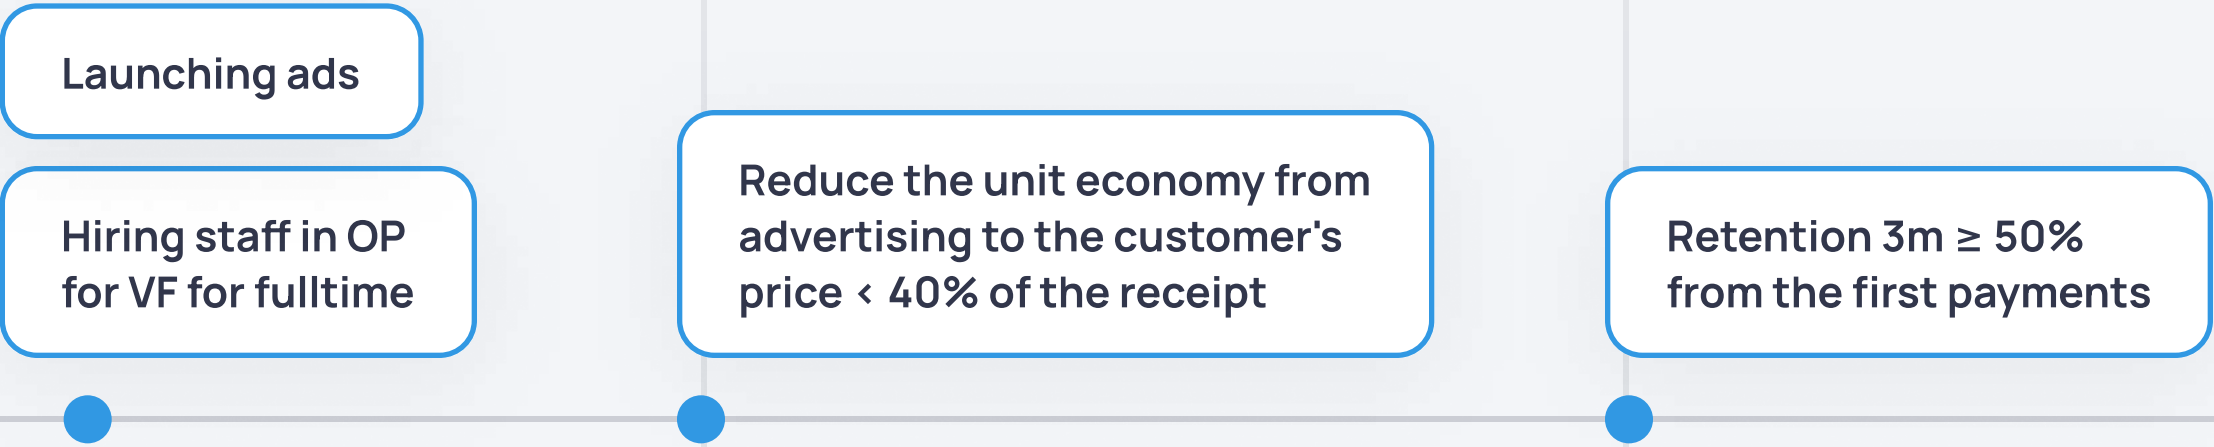 Launching ads
Hiring staff in OP
for VF for fulltime
Reduce the unit economy from
advertising to the customer's
price < 40% of the receipt
Retention 3m ≥ 50%
from the first payments